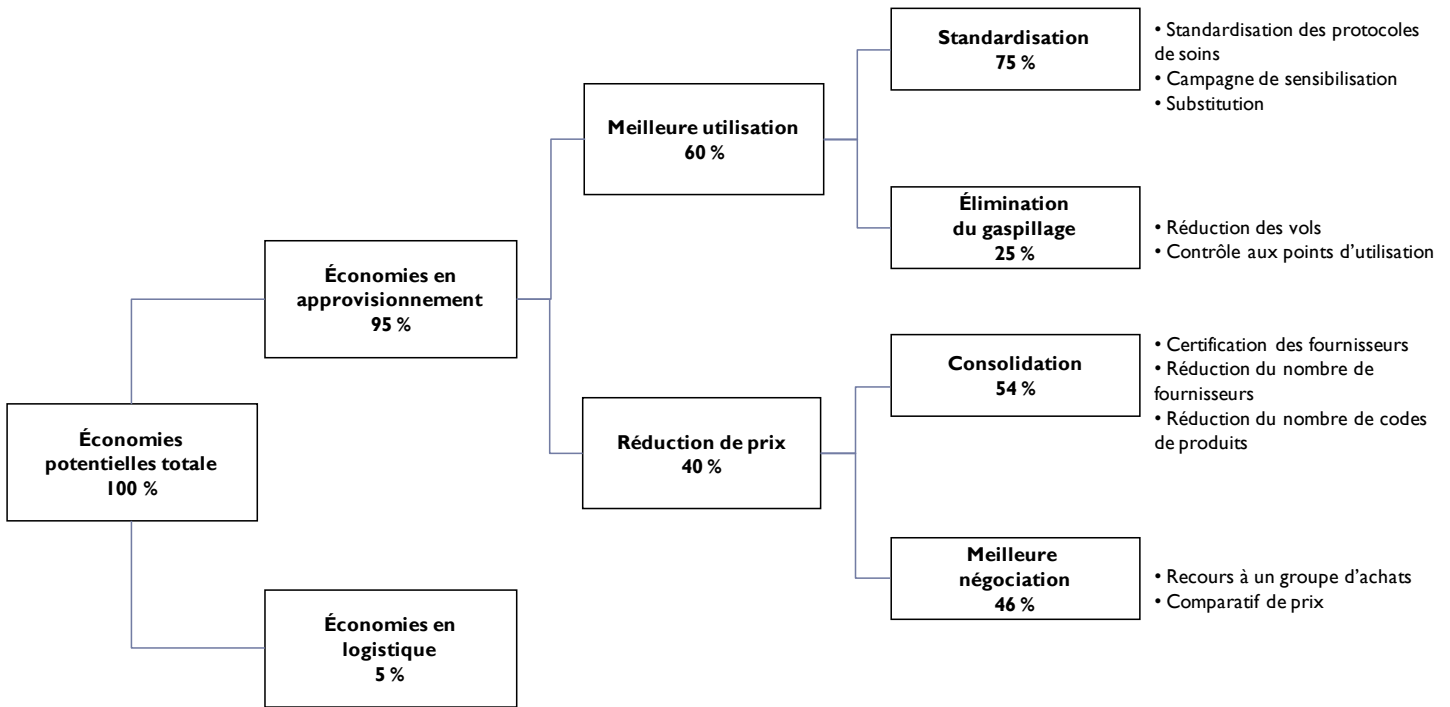 Standardisation
75 %
• Standardisation des protocoles
de soins
• Campagne de sensibilisation
• Substitution
Meilleure utilisation
60 %
Élimination
du gaspillage
25 %
• Réduction des vols
• Contrôle aux points d’utilisation
Économies en
approvisionnement
95 %
Consolidation
54 %
• Certification des fournisseurs
• Réduction du nombre de
fournisseurs
• Réduction du nombre de codes
de produits
Économies
potentielles totale
100 %
Réduction de prix
40 %
Meilleure
négociation
46 %
• Recours à un groupe d’achats
• Comparatif de prix
Économies en
logistique
5 %